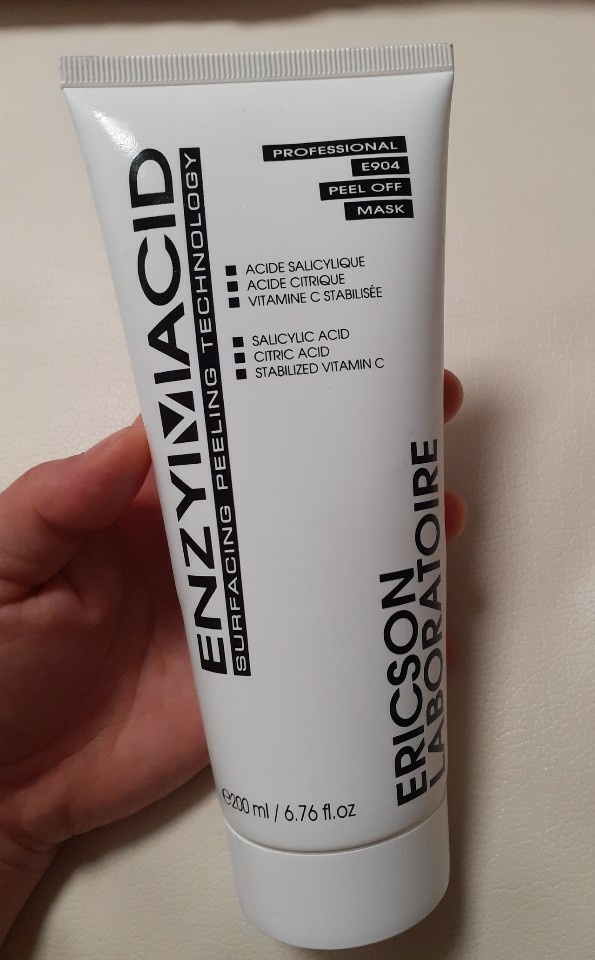 ENZYMACID
SURFACING PEELING TECHNOLOGY
PROFESSIONAL
E904
PEEL OFF
MASK
ACIDE SALICYLIQUE
ACIDE CITRIQUE
VITAMINE C STABILISÉE
SALICYLIC ACID
CITRIC ACID
STABILIZED VITAMIN C
ERICSON
LABORATOIRE
℮200 ml / 6.76 fl.oz